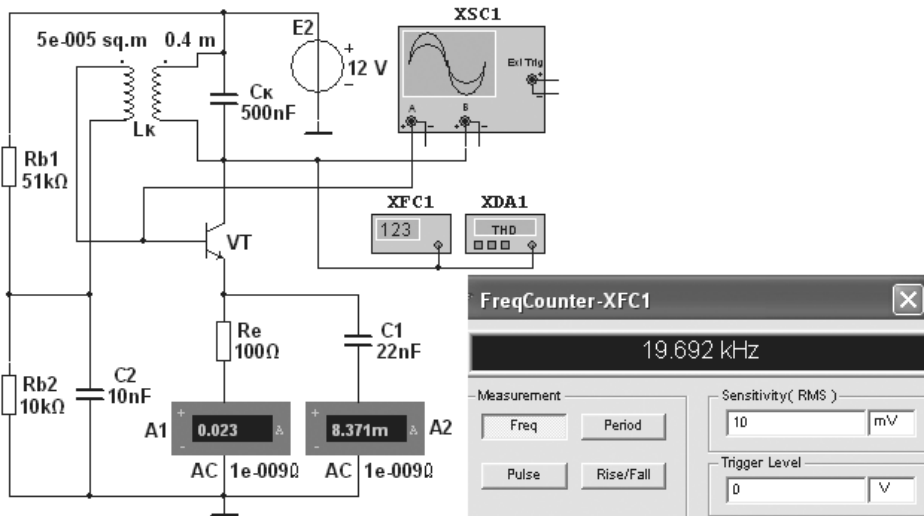 XSC1
E2
5e-005 sq.m 0.4 m
+
12 V
−
Ext Trig
+
−
Cк
500nF
A
B
+ −
+ −
Lк
Rb1
51kΩ
XFC1
XDA1
123
THD
VT
FreqCounter-XFC1
19.692 kHz
Re
100Ω
C1
22nF
Rb2
10kΩ
C2
10nF
Measurement
Freq
Period
Pulse
Rise/Fall
Sensitivity( RMS )
10
mV
Trigger Level
0
V
A1
+
−
0.023
A
+
−
8.371m
A
A2
AC 1e-009Ω
AC 1e-009Ω